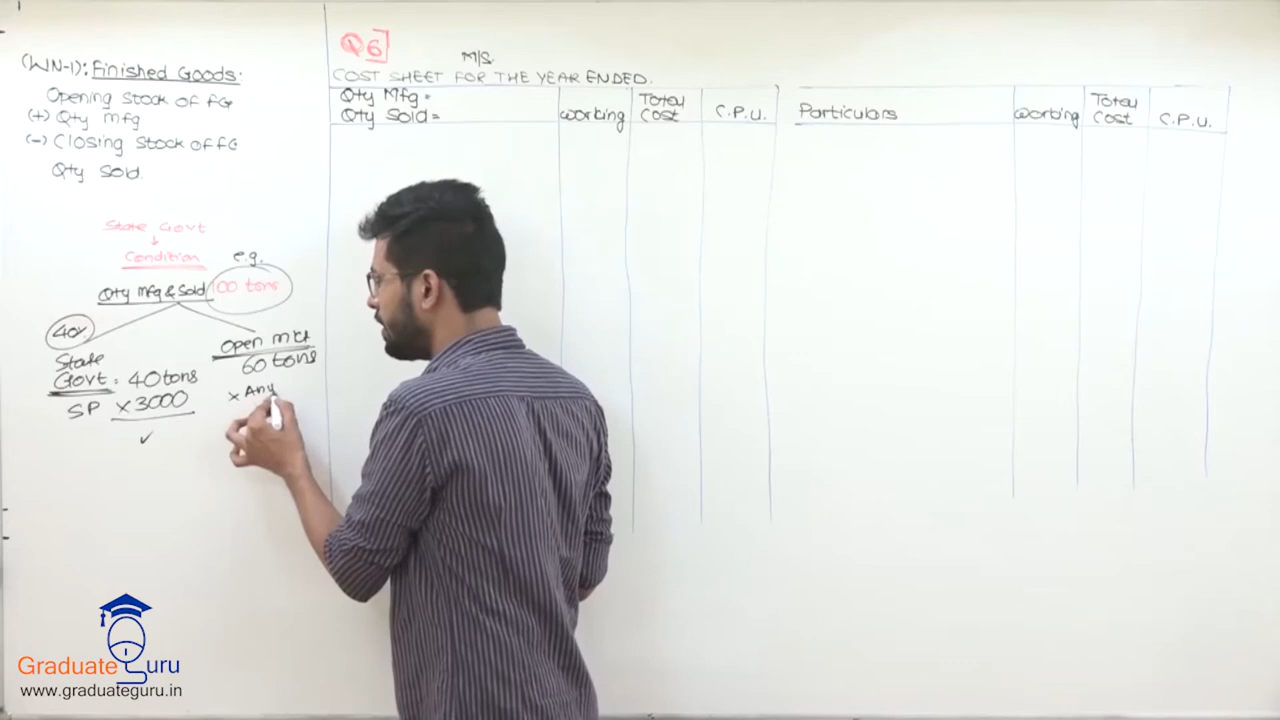 (WN-1): Finished Goods:
Opening Stock of FG
(+) Qty mfg
(-) Closing Stock of FG
Qty Sold.
State Govt
↓
Condition
e.g.
Qty Mfg & Sold 100 tons
40%
State
Govt = 40 tons
SP × 3000
✓
Open mkt
60 tons
× Any
Q6]
M/S.
COST SHEET FOR THE YEAR ENDED.
Qty Mfg =
Qty Sold =
working
Total Cost
C.P.U.
Particulars
working
Total Cost
C.P.U.
Graduate Guru
www.graduateguru.in